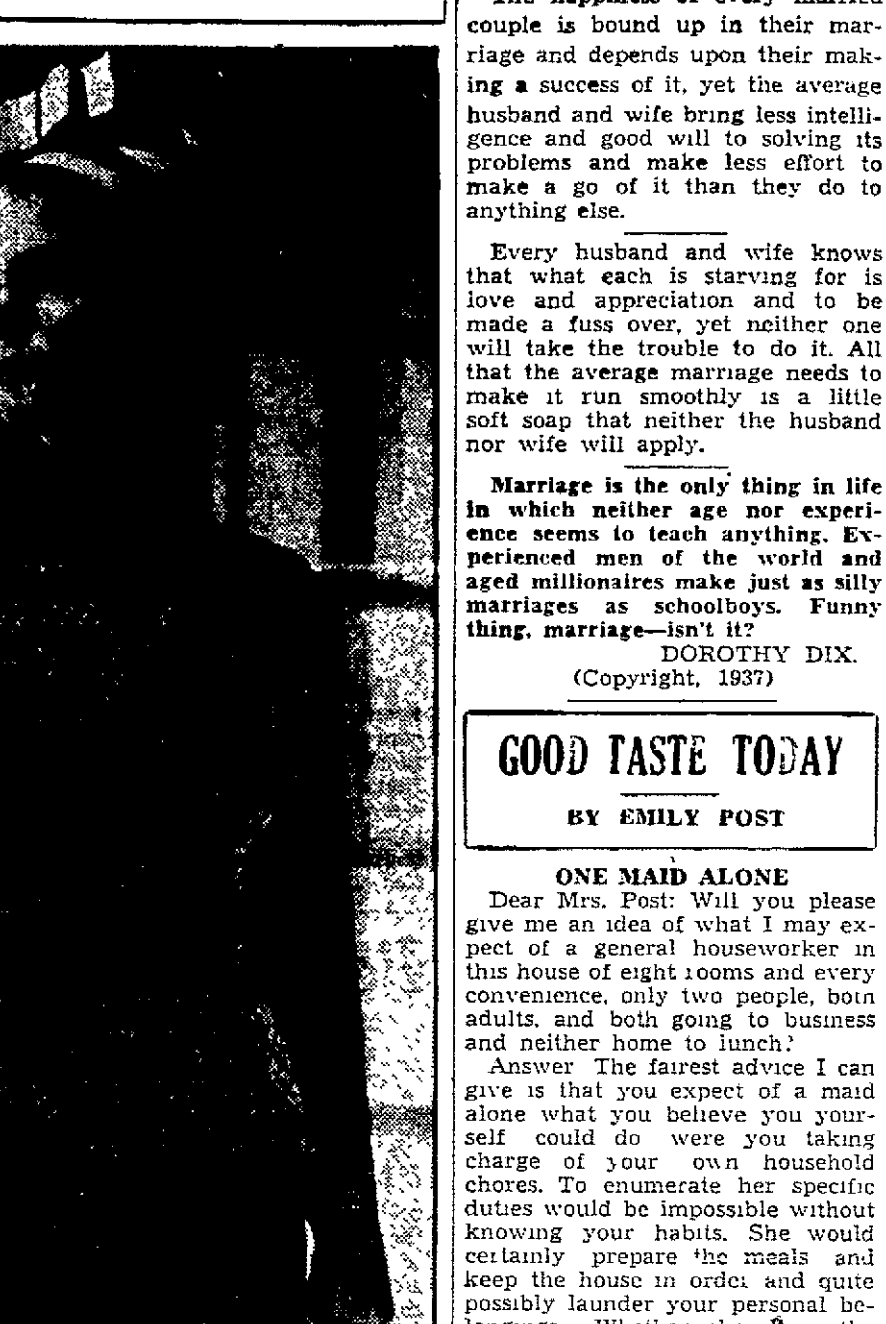 The happiness of every married
couple is bound up in their mar-
riage and depends upon their mak-
ing a success of it, yet the average
husband and wife bring less intelli-
gence and good will to solving its
problems and make less effort to
make a go of it than they do to
anything else.
Every husband and wife knows
that what each is starving for is
love and appreciation and to be
made a fuss over, yet neither one
will take the trouble to do it. All
that the average marriage needs to
make it run smoothly is a little
soft soap that neither the husband
nor wife will apply.
Marriage is the only thing in life
in which neither age nor experi-
ence seems to teach anything. Ex-
perienced men of the world and
aged millionaires make just as silly
marriages as schoolboys. Funny
thing, marriage—isn't it?
DOROTHY DIX.
(Copyright, 1937)
GOOD TASTE TODAY
BY EMILY POST
ONE MAID ALONE
Dear Mrs. Post: Will you please
give me an idea of what I may ex-
pect of a general houseworker in
this house of eight rooms and every
convenience, only two people, both
adults, and both going to business
and neither home to lunch?
Answer The fairest advice I can
give is that you expect of a maid
alone what you believe you your-
self could do were you taking
charge of your own household
chores. To enumerate her specific
duties would be impossible without
knowing your habits. She would
certainly prepare the meals and
keep the house in order and quite
possibly launder your personal be-